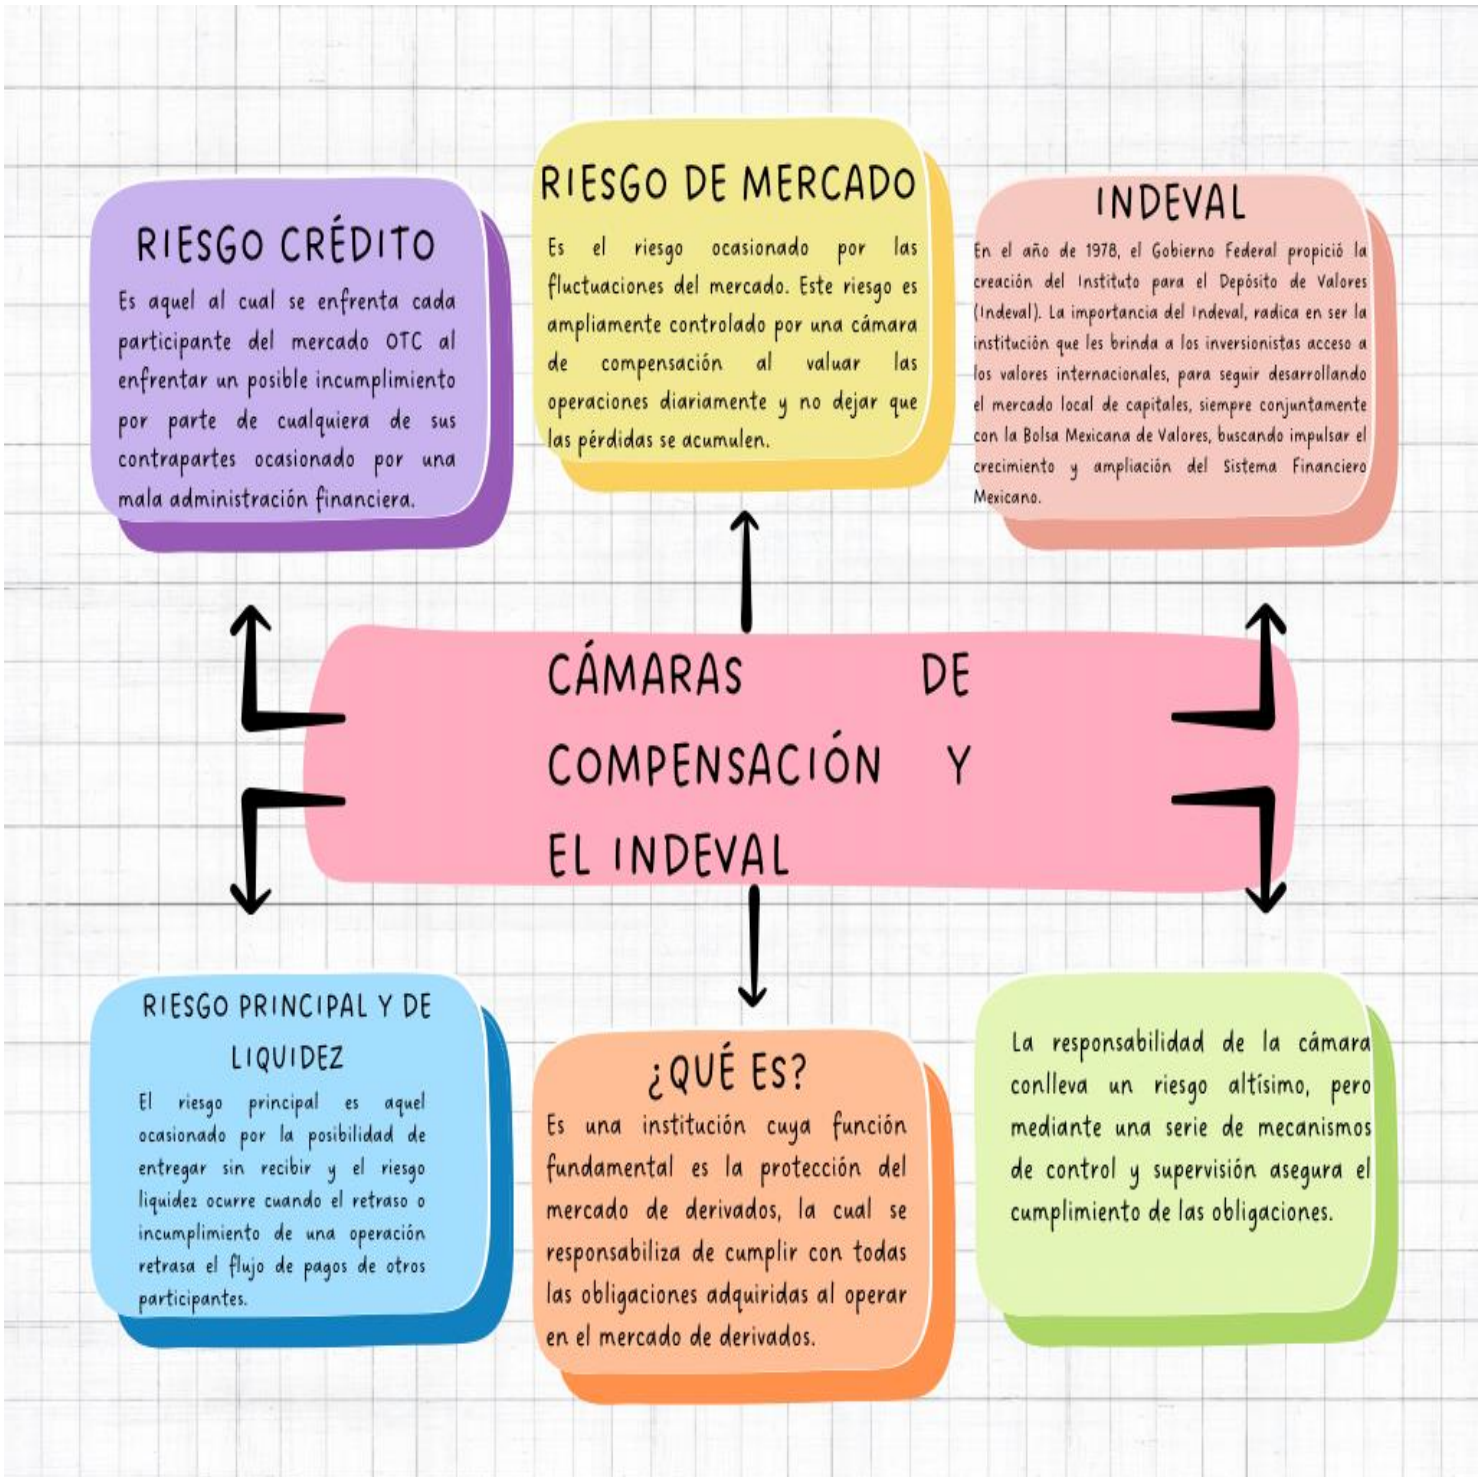 RIESGO CRÉDITO
Es aquel al cual se enfrenta cada
participante del mercado OTC al
enfrentar un posible incumplimiento
por parte de cualquiera de sus
contrapartes ocasionado por una
mala administración financiera.
RIESGO DE MERCADO
Es el riesgo ocasionado por las
fluctuaciones del mercado. Este riesgo es
ampliamente controlado por una cámara
de compensación al valuar las
operaciones diariamente y no dejar que
las pérdidas se acumulen.
INDEVAL
En el año de 1978, el Gobierno Federal propició la
creación del Instituto para el Depósito de Valores
(Indeval). La importancia del Indeval, radica en ser la
institución que les brinda a los inversionistas acceso a
los valores internacionales, para seguir desarrollando
el mercado local de capitales, siempre conjuntamente
con la Bolsa Mexicana de Valores, buscando impulsar el
crecimiento y ampliación del Sistema Financiero
Mexicano.
CÁMARAS DE
COMPENSACIÓN Y
EL INDEVAL
RIESGO PRINCIPAL Y DE
LIQUIDEZ
El riesgo principal es aquel
ocasionado por la posibilidad de
entregar sin recibir y el riesgo
liquidez ocurre cuando el retraso o
incumplimiento de una operación
retrasa el flujo de pagos de otros
participantes.
¿QUÉ ES?
Es una institución cuya función
fundamental es la protección del
mercado de derivados, la cual se
responsabiliza de cumplir con todas
las obligaciones adquiridas al operar
en el mercado de derivados.
La responsabilidad de la cámara
conlleva un riesgo altísimo, pero
mediante una serie de mecanismos
de control y supervisión asegura el
cumplimiento de las obligaciones.